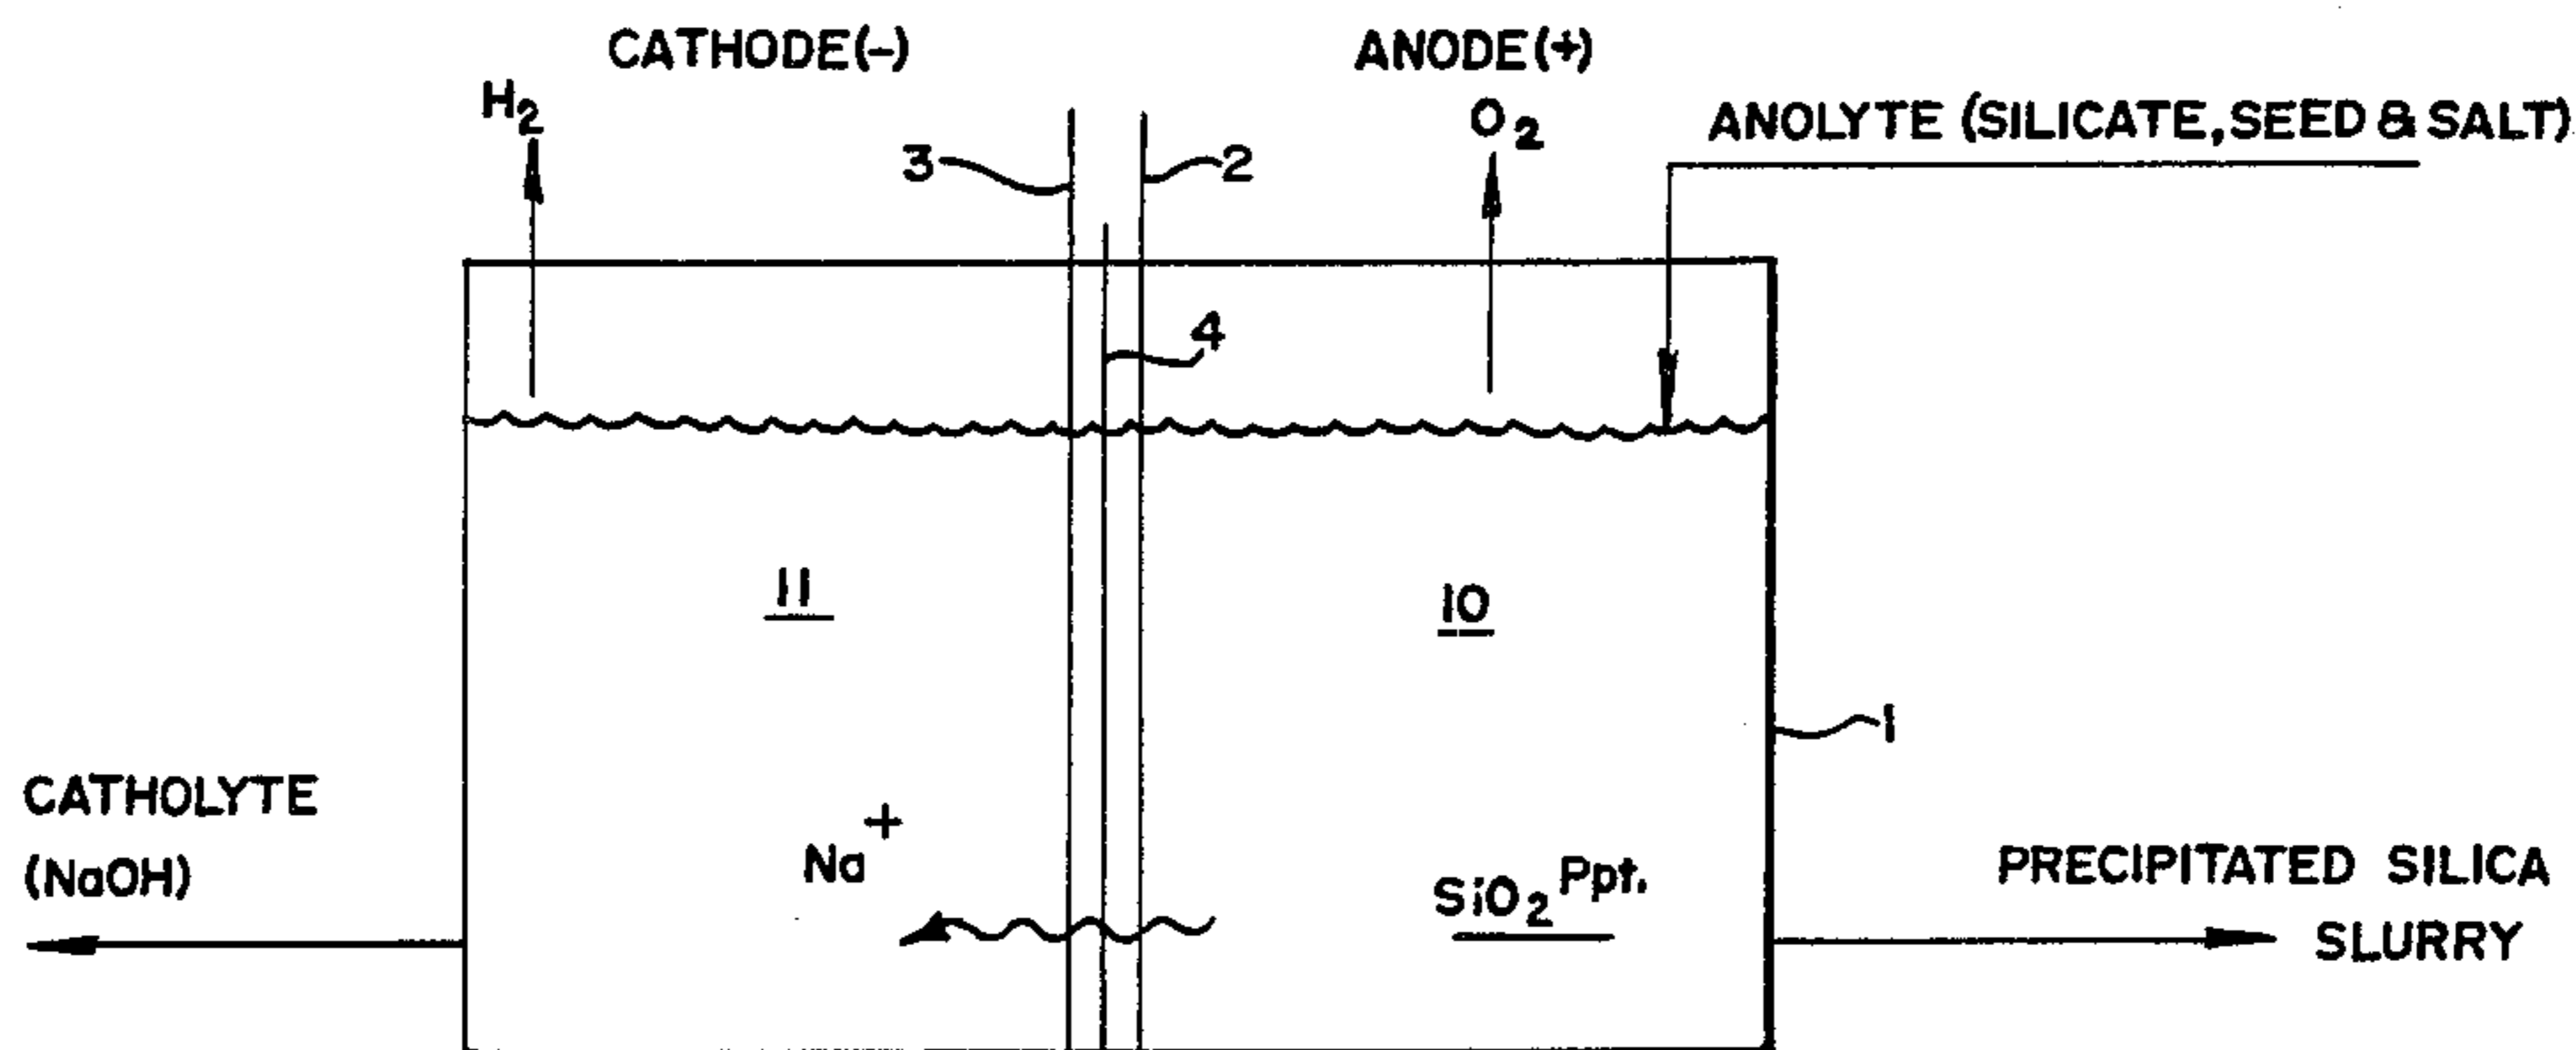 CATHODE(-)
ANODE(+)
H2
O2
ANOLYTE (SILICATE, SEED & SALT)
3
2
4
11
10
1
CATHOLYTE
(NaOH)
Na+
SiO2 Ppt.
PRECIPITATED SILICA
SLURRY